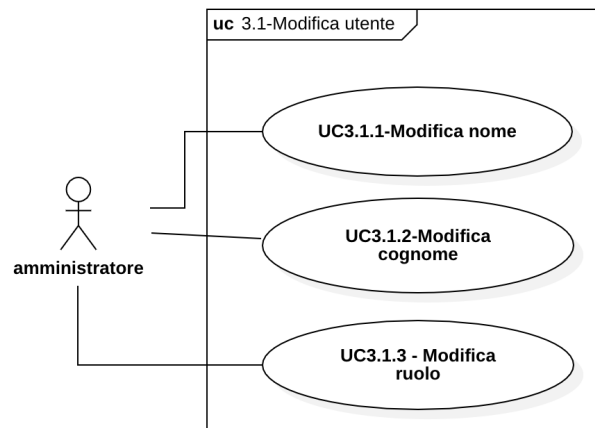 uc 3.1-Modifica utente
UC3.1.1-Modifica nome
UC3.1.2-Modifica
cognome
amministratore
UC3.1.3 - Modifica
ruolo